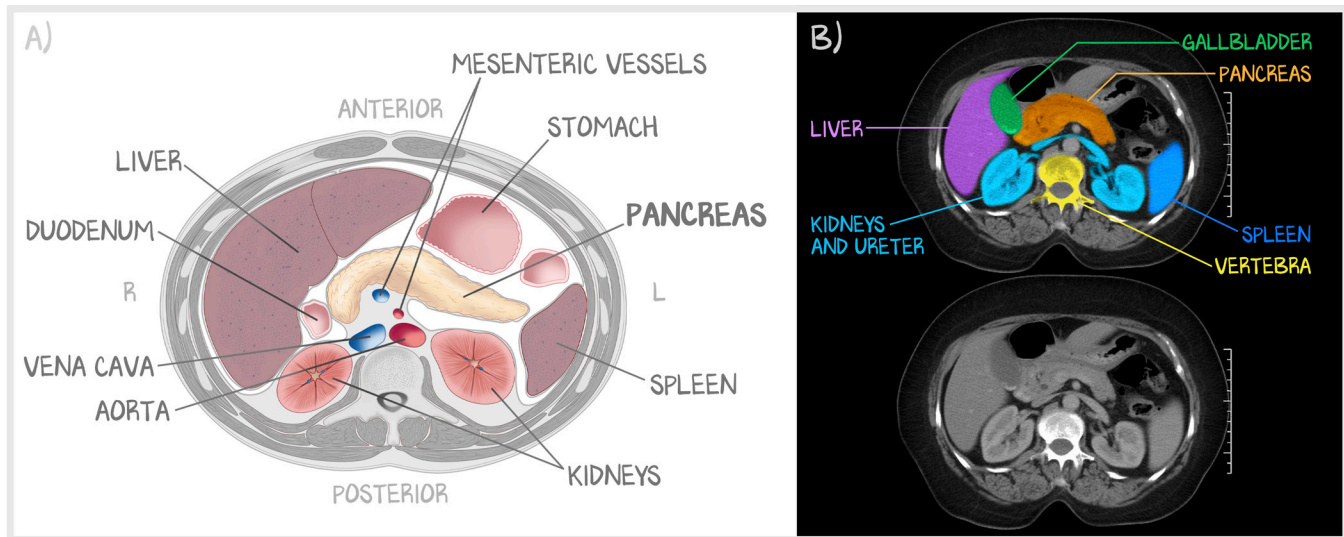 A)
MESENTERIC VESSELS
ANTERIOR
STOMACH
LIVER
PANCREAS
DUODENUM
R
L
VENA CAVA
AORTA
SPLEEN
KIDNEYS
POSTERIOR
B)
GALLBLADDER
PANCREAS
LIVER
KIDNEYS
AND URETER
SPLEEN
VERTEBRA